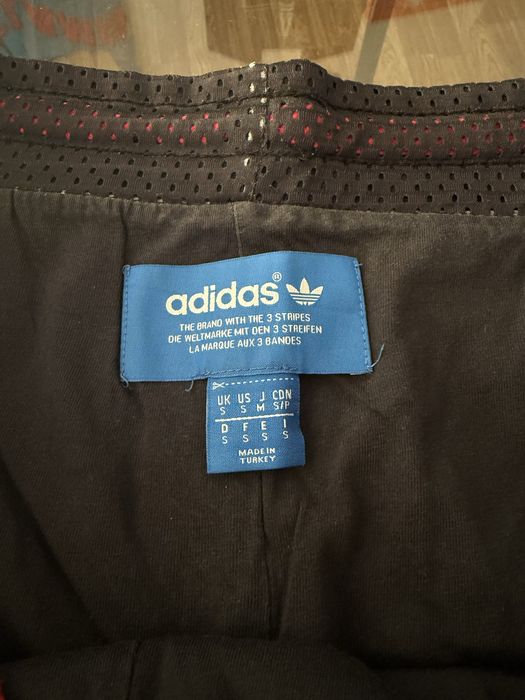 adidas®
THE BRAND WITH THE 3 STRIPES
DIE WELTMARKE MIT DEN 3 STREIFEN
LA MARQUE AUX 3 BANDES
UK US J CDN
S S M S/P
D F E I
S S S S
MADE IN
TURKEY